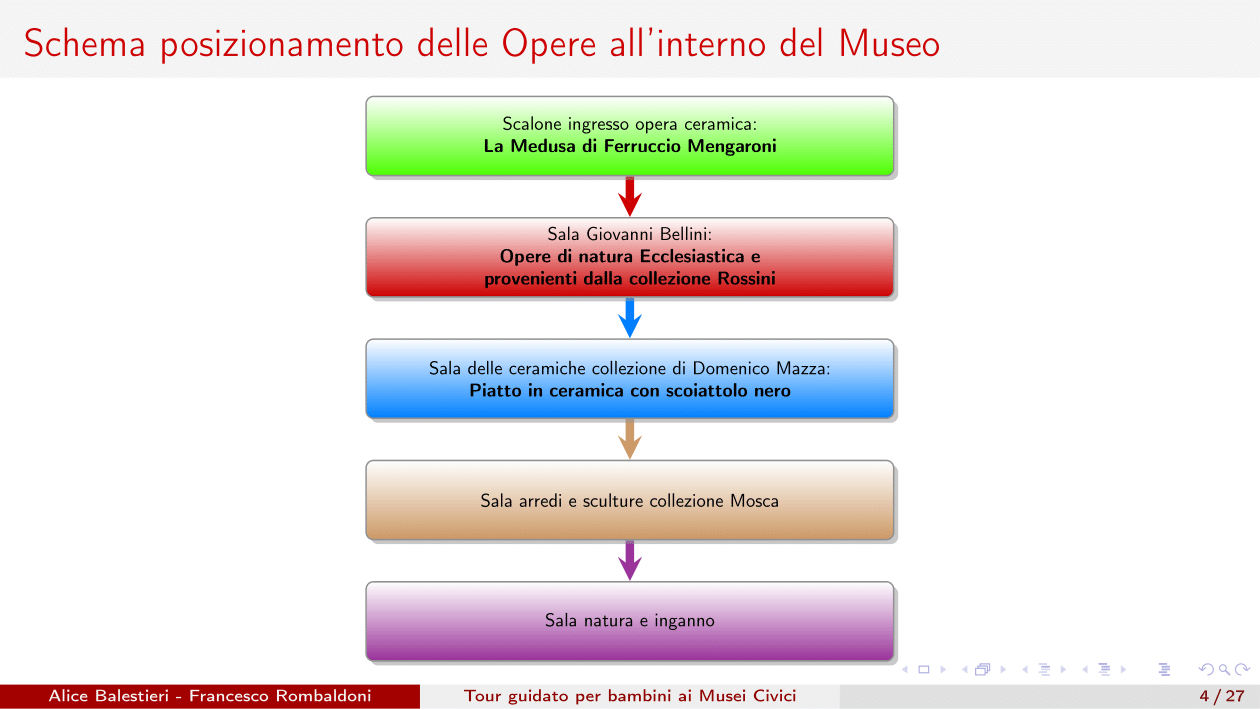 Schema posizionamento delle Opere all'interno del Museo
Scalone ingresso opera ceramica:
La Medusa di Ferruccio Mengaroni
Sala Giovanni Bellini:
Opere di natura Ecclesiastica e
provenienti dalla collezione Rossini
Sala delle ceramiche collezione di Domenico Mazza:
Piatto in ceramica con scoiattolo nero
Sala arredi e sculture collezione Mosca
Sala natura e inganno
Alice Balestieri - Francesco Rombaldoni
Tour guidato per bambini ai Musei Civici
4 / 27